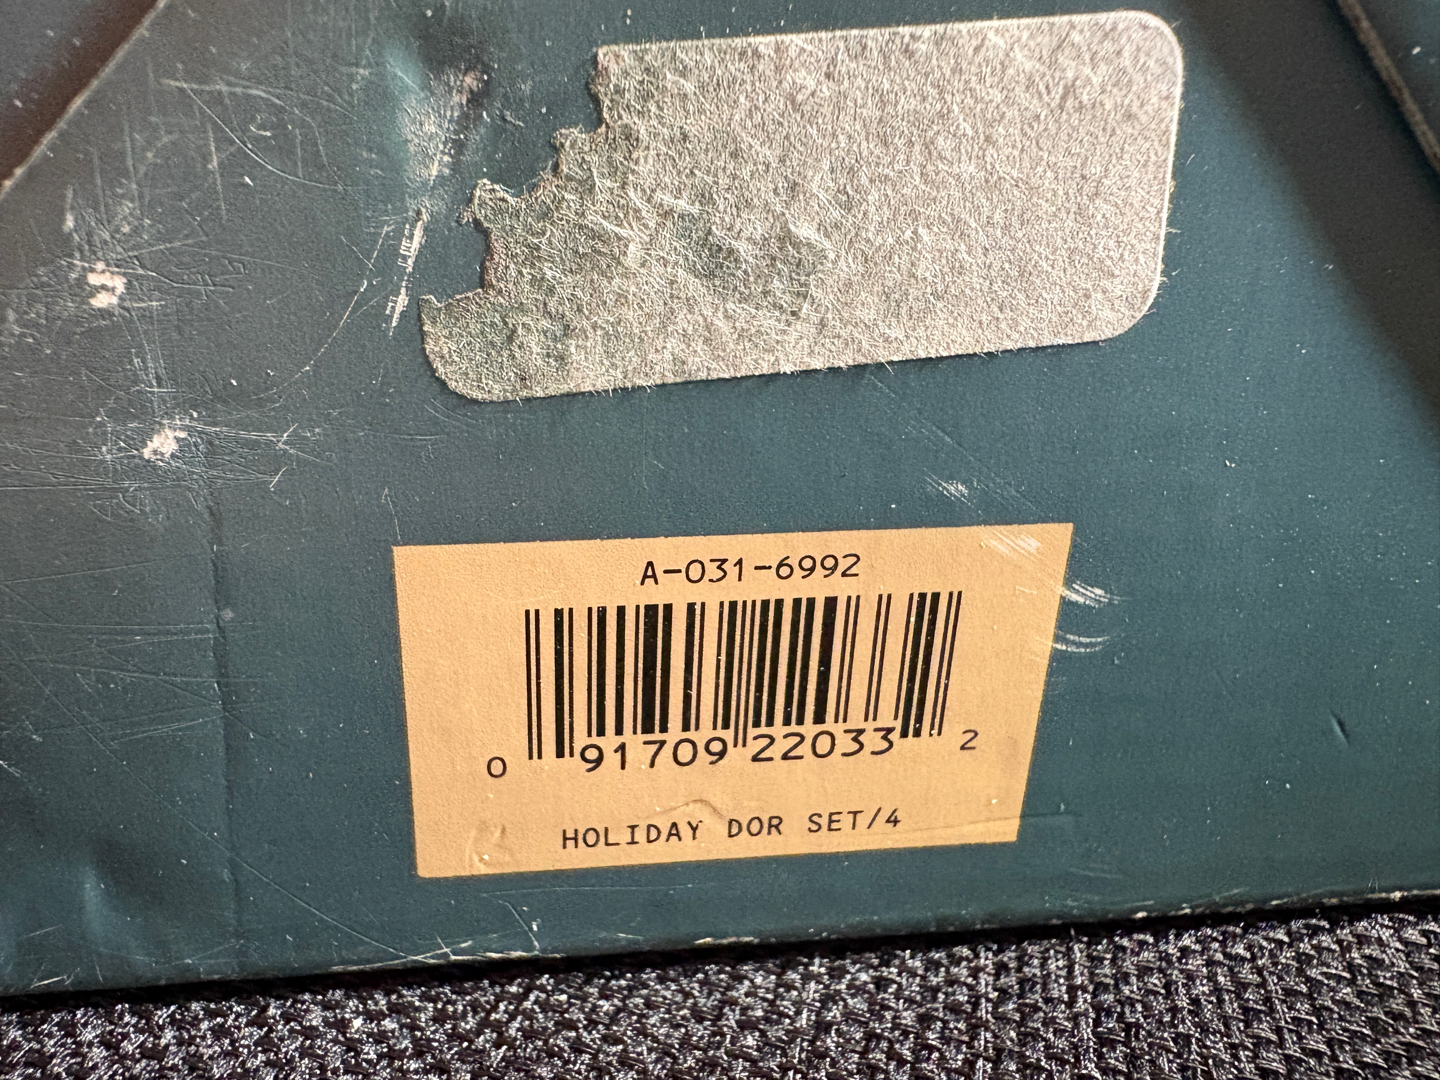 A-031-6992
0 91709 22033 2
HOLIDAY DOR SET/4